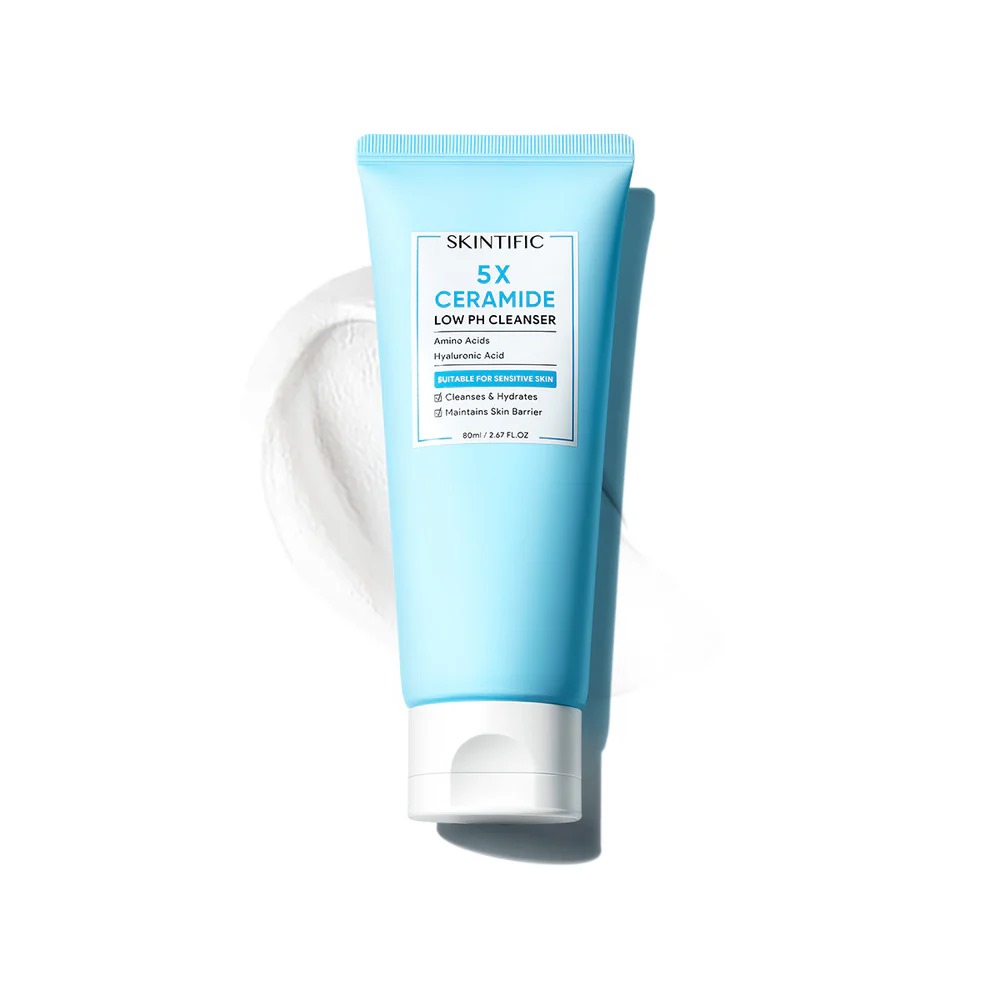 SKINTIFIC
5X
CERAMIDE
LOW PH CLEANSER
Amino Acids
Hyaluronic Acid
SUITABLE FOR SENSITIVE SKIN
Cleanses & Hydrates
Maintains Skin Barrier
80ml / 2.67 FL.OZ